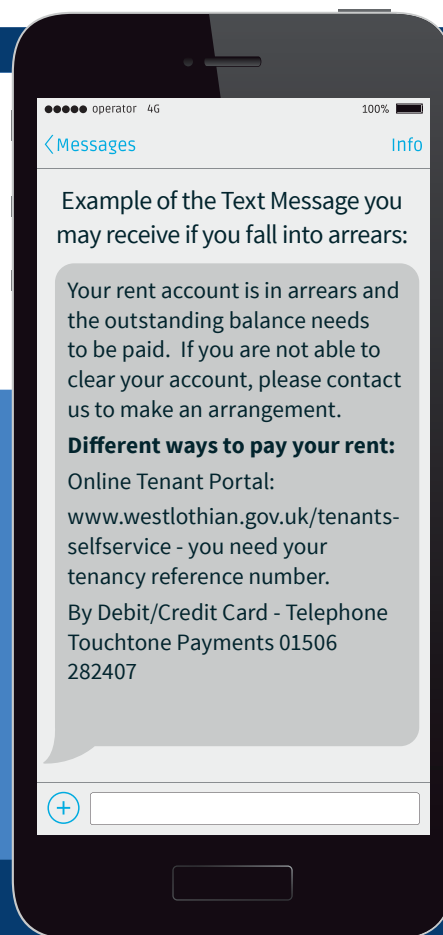 operator 4G 100%
Messages Info
Example of the Text Message you
may receive if you fall into arrears:
Your rent account is in arrears and
the outstanding balance needs
to be paid.  If you are not able to
clear your account, please contact
us to make an arrangement.
Different ways to pay your rent:
Online Tenant Portal:
www.westlothian.gov.uk/tenants-
selfservice - you need your
tenancy reference number.
By Debit/Credit Card - Telephone
Touchtone Payments 01506
282407